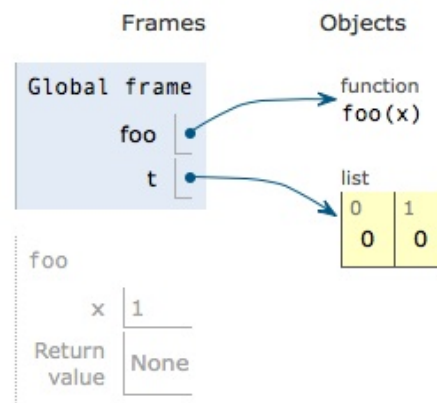 Frames Objects
Global frame
foo
t
function
foo(x)
list
0 1
0 0
foo
x 1
Return
value
None